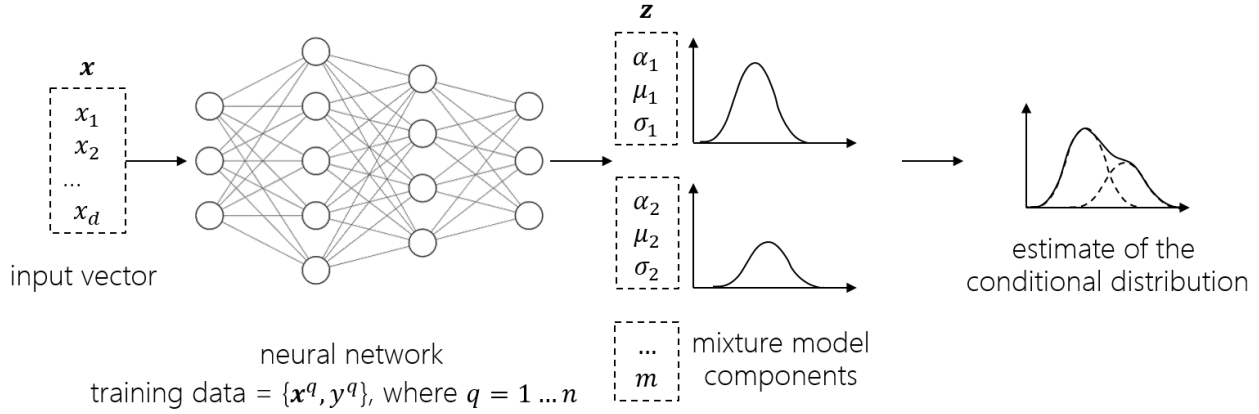 x
x₁
x₂
...
x_d
input vector
neural network
training data = {x^q, y^q}, where q = 1 … n
z
α₁
μ₁
σ₁
α₂
μ₂
σ₂
...
m
mixture model
components
estimate of the
conditional distribution